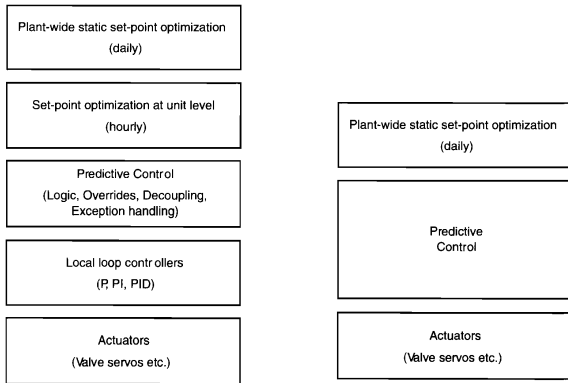 Plant-wide static set-point optimization
(daily)
Set-point optimization at unit level
(hourly)
Predictive Control
(Logic, Overrides, Decoupling,
Exception handling)
Local loop controllers
(P, PI, PID)
Actuators
(Valve servos etc.)
Plant-wide static set-point optimization
(daily)
Predictive
Control
Actuators
(Valve servos etc.)